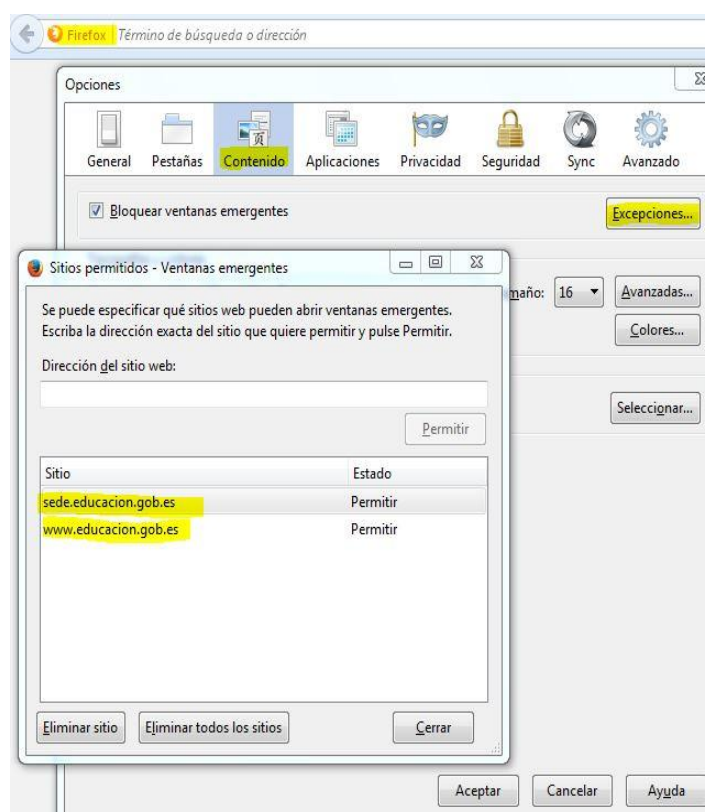 Firefox Término de búsqueda o dirección
Opciones
General Pestañas Contenido Aplicaciones Privacidad Seguridad Sync Avanzado
Bloquear ventanas emergentes
Excepciones...
Sitios permitidos - Ventanas emergentes
Se puede especificar qué sitios web pueden abrir ventanas emergentes.
Escriba la dirección exacta del sitio que quiere permitir y pulse Permitir.
Dirección del sitio web:
Permitir
Sitio Estado
sede.educacion.gob.es Permitir
www.educacion.gob.es Permitir
Eliminar sitio Eliminar todos los sitios Cerrar
maño: 16 Avanzadas...
Colores...
Seleccionar...
Aceptar Cancelar Ayuda